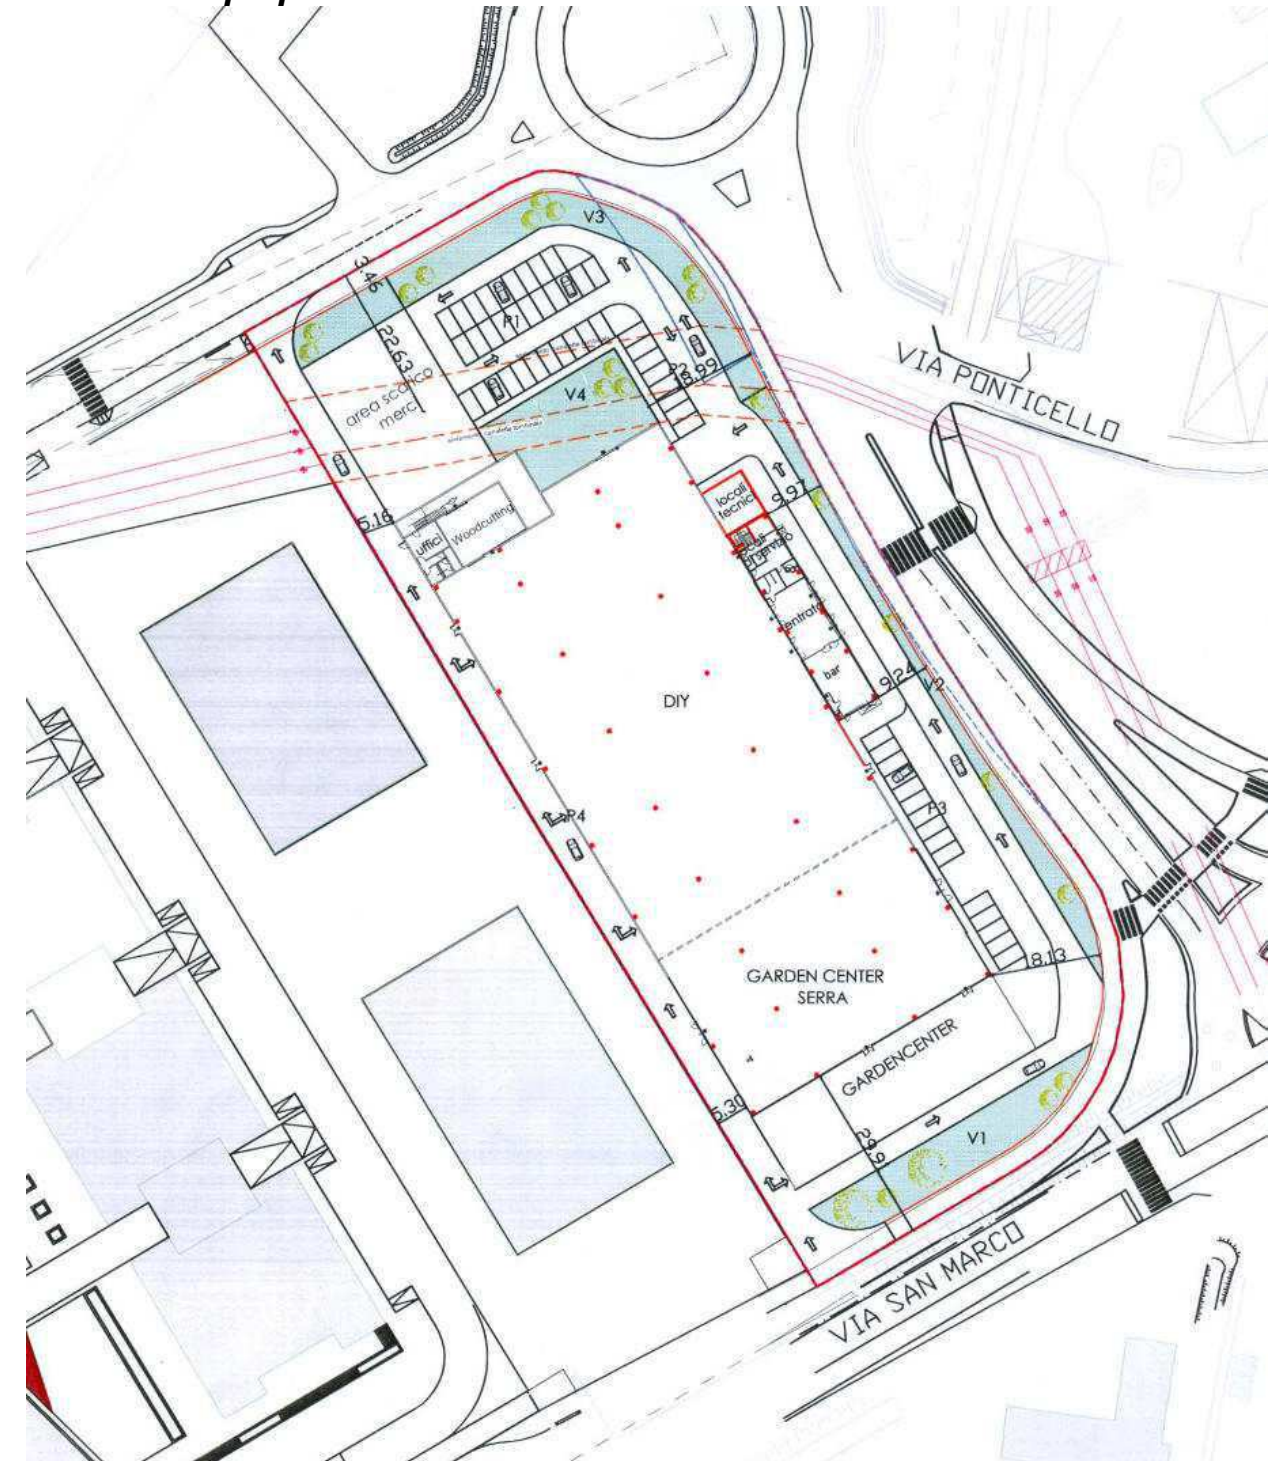 V3
3.46
P1
22.63
VIA PONTICELLO
area scarico
merci
V4
8.99
locali
tecnici
9.97
5.16
uffici
Woodcutting
entrata
bar
9.24
V2
DIY
P4
P3
8.13
GARDEN CENTER
SERRA
GARDENCENTER
5.30
29.9
V1
VIA SAN MARCO